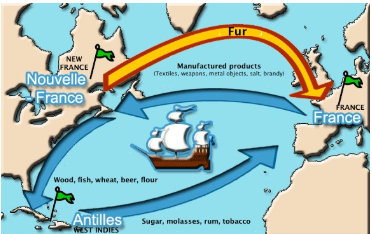 Fur
NEW
FRANCE
Nouvelle
France
Manufactured products
(Textiles, weapons, metal objects, salt, brandy)
FRANCE
France
Wood, fish, wheat, beer, flour
Antilles
WEST INDIES
Sugar, molasses, rum, tobacco